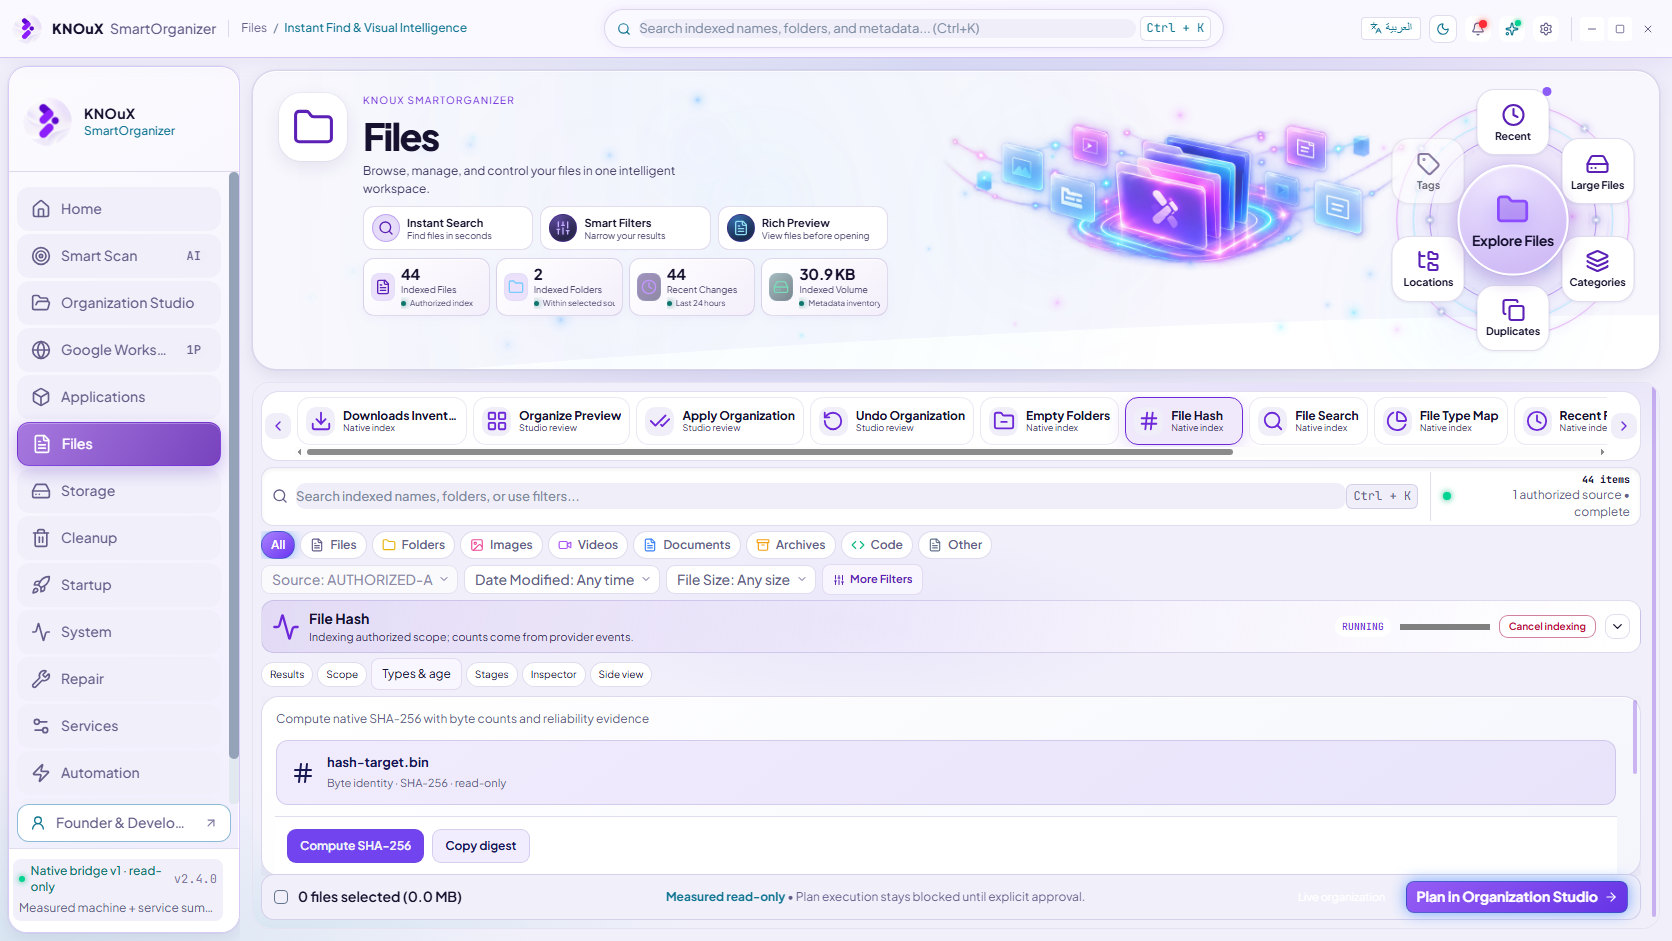 KNOuX SmartOrganizer
Files / Instant Find & Visual Intelligence
Search indexed names, folders, and metadata... (Ctrl+K)
Ctrl + K
العربية
KNOuX
SmartOrganizer
Home
Smart Scan AI
Organization Studio
Google Works... 1P
Applications
Files
Storage
Cleanup
Startup
System
Repair
Services
Automation
Founder & Develo...
Native bridge v1 · read-
only
v2.4.0
Measured machine + service sum...
KNOUX SMARTORGANIZER
Files
Browse, manage, and control your files in one intelligent
workspace.
Instant Search
Find files in seconds
Smart Filters
Narrow your results
Rich Preview
View files before opening
44
Indexed Files
Authorized index
2
Indexed Folders
Within selected sou
44
Recent Changes
Last 24 hours
30.9 KB
Indexed Volume
Metadata inventory
Recent
Tags
Large Files
Explore Files
Locations
Categories
Duplicates
Downloads Invent...
Native index
Organize Preview
Studio review
Apply Organization
Studio review
Undo Organization
Studio review
Empty Folders
Native index
File Hash
Native index
File Search
Native index
File Type Map
Native index
Recent F
Native inde
Search indexed names, folders, or use filters...
Ctrl + K
44 items
1 authorized source •
complete
All
Files
Folders
Images
Videos
Documents
Archives
Code
Other
Source: AUTHORIZED-A
Date Modified: Any time
File Size: Any size
More Filters
File Hash
Indexing authorized scope; counts come from provider events.
RUNNING
Cancel indexing
Results
Scope
Types & age
Stages
Inspector
Side view
Compute native SHA-256 with byte counts and reliability evidence
hash-target.bin
Byte identity · SHA-256 · read-only
Compute SHA-256
Copy digest
0 files selected (0.0 MB)
Measured read-only • Plan execution stays blocked until explicit approval.
Live organization
Plan in Organization Studio